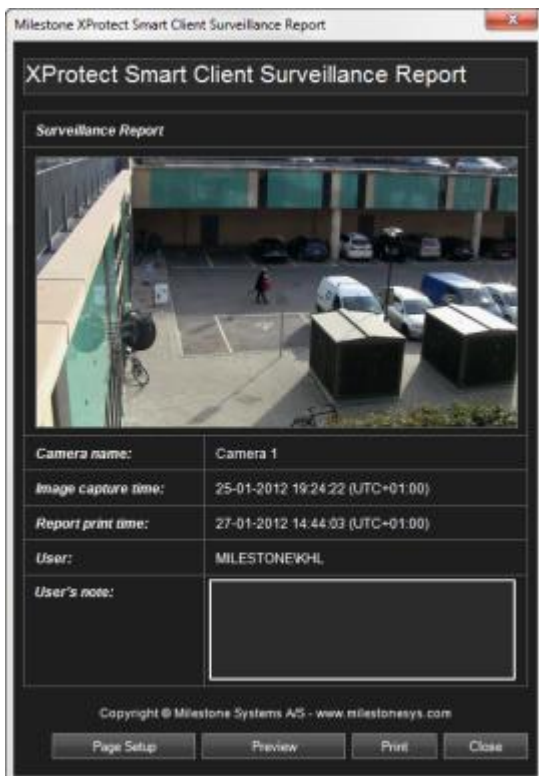 Milestone XProtect Smart Client Surveillance Report
XProtect Smart Client Surveillance Report
Surveillance Report
Camera name: Camera 1
Image capture time: 25-01-2012 19:24:22 (UTC+01:00)
Report print time: 27-01-2012 14:44:03 (UTC+01:00)
User: MILESTONE\KHL
User's note:
Copyright © Milestone Systems A/S - www.milestonesys.com
Page Setup Preview Print Close